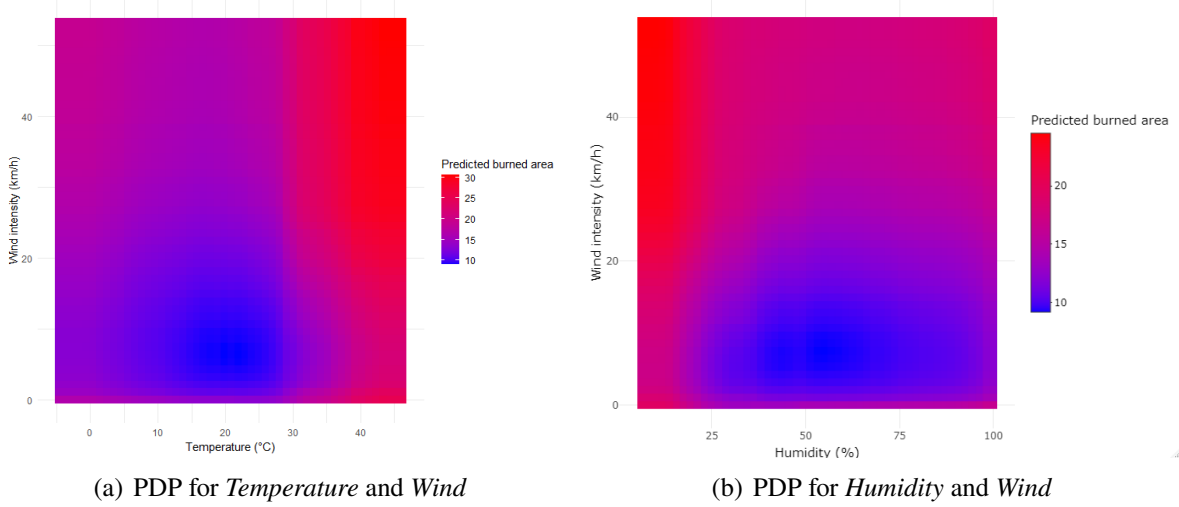 Wind intensity (km/h)
40
20
0
0
10
20
30
40
Temperature (°C)
Predicted burned area
30
25
20
15
10
(a) PDP for Temperature and Wind
Wind intensity (km/h)
40
20
0
25
50
75
100
Humidity (%)
Predicted burned area
20
15
10
(b) PDP for Humidity and Wind